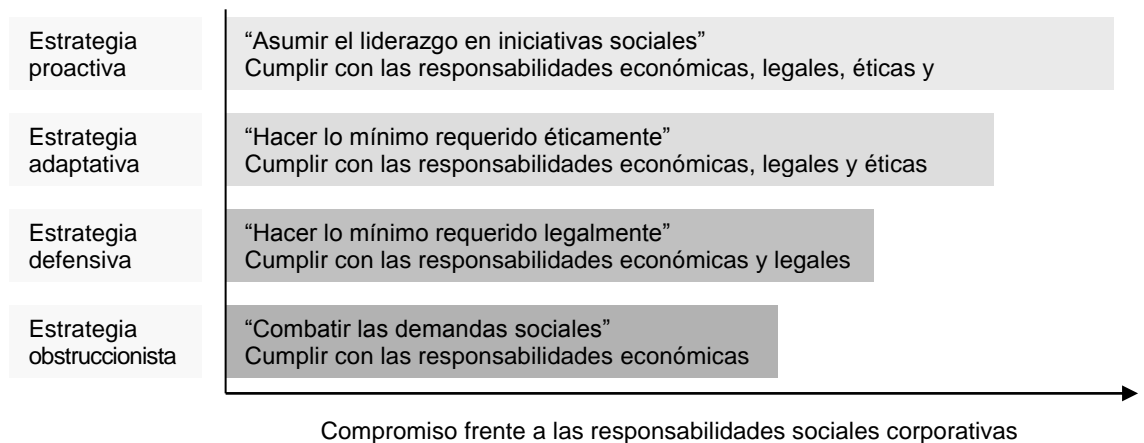 Estrategia
proactiva
“Asumir el liderazgo en iniciativas sociales”
Cumplir con las responsabilidades económicas, legales, éticas y
Estrategia
adaptativa
“Hacer lo mínimo requerido éticamente”
Cumplir con las responsabilidades económicas, legales y éticas
Estrategia
defensiva
“Hacer lo mínimo requerido legalmente”
Cumplir con las responsabilidades económicas y legales
Estrategia
obstruccionista
“Combatir las demandas sociales”
Cumplir con las responsabilidades económicas
Compromiso frente a las responsabilidades sociales corporativas